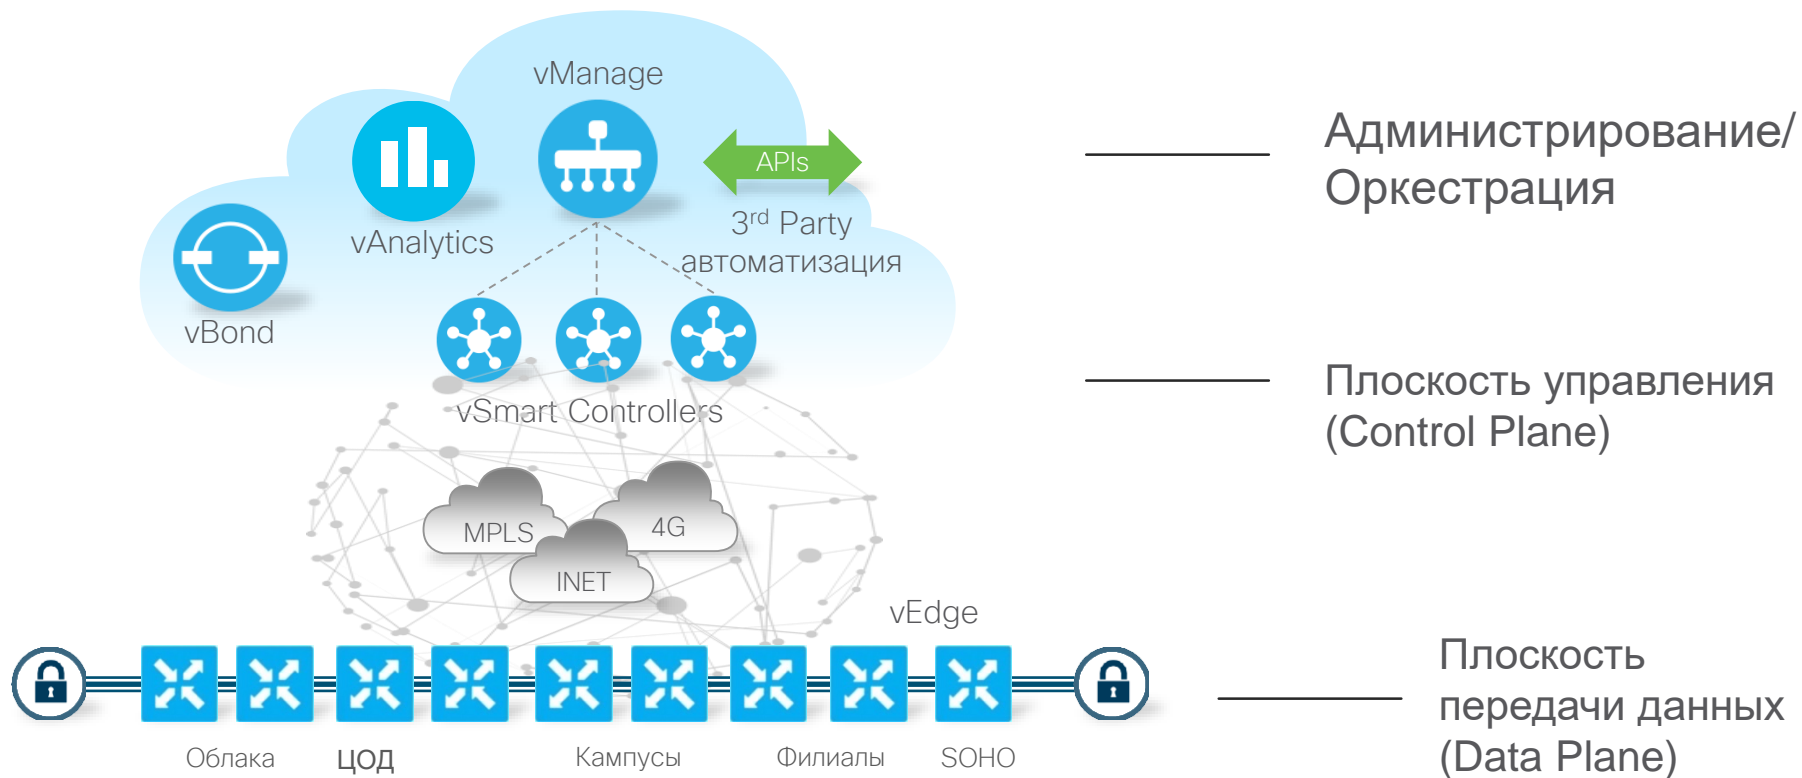 vManage
Администрирование/
Оркестрация
APIs
3rd Party
автоматизация
vAnalytics
vBond
vSmart Controllers
Плоскость управления
(Control Plane)
MPLS
4G
INET
vEdge
Плоскость
передачи данных
(Data Plane)
Облака
ЦОД
Кампусы
Филиалы
SOHO